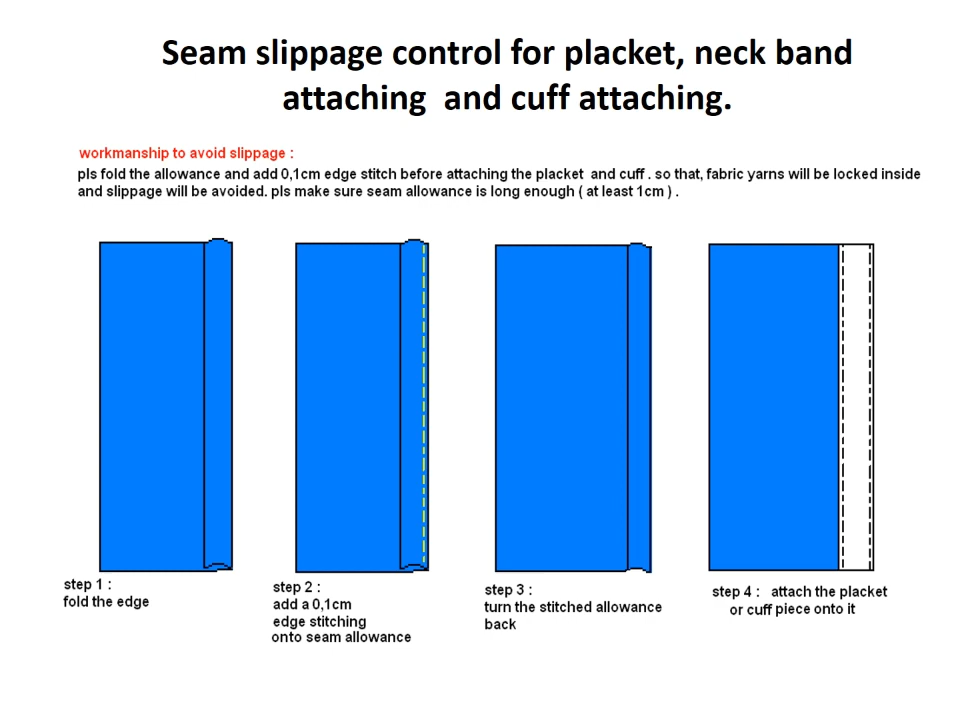 Seam slippage control for placket, neck band
attaching and cuff attaching.
workmanship to avoid slippage :
pls fold the allowance and add 0,1cm edge stitch before attaching the placket and cuff . so that, fabric yarns will be locked inside
and slippage will be avoided. pls make sure seam allowance is long enough ( at least 1cm ) .
step 1 :
fold the edge
step 2 :
add a 0,1cm
edge stitching
onto seam allowance
step 3 :
turn the stitched allowance
back
step 4 : attach the placket
or cuff piece onto it